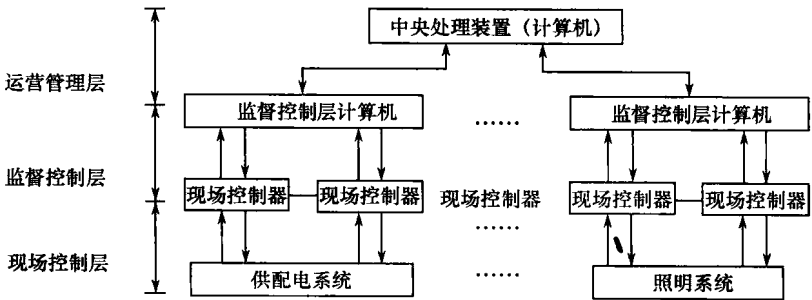 中央处理装置（计算机）
运营管理层
监督控制层计算机
……
监督控制层计算机
监督控制层
现场控制器
现场控制器
现场控制器
现场控制器
现场控制器
……
现场控制层
供配电系统
……
照明系统